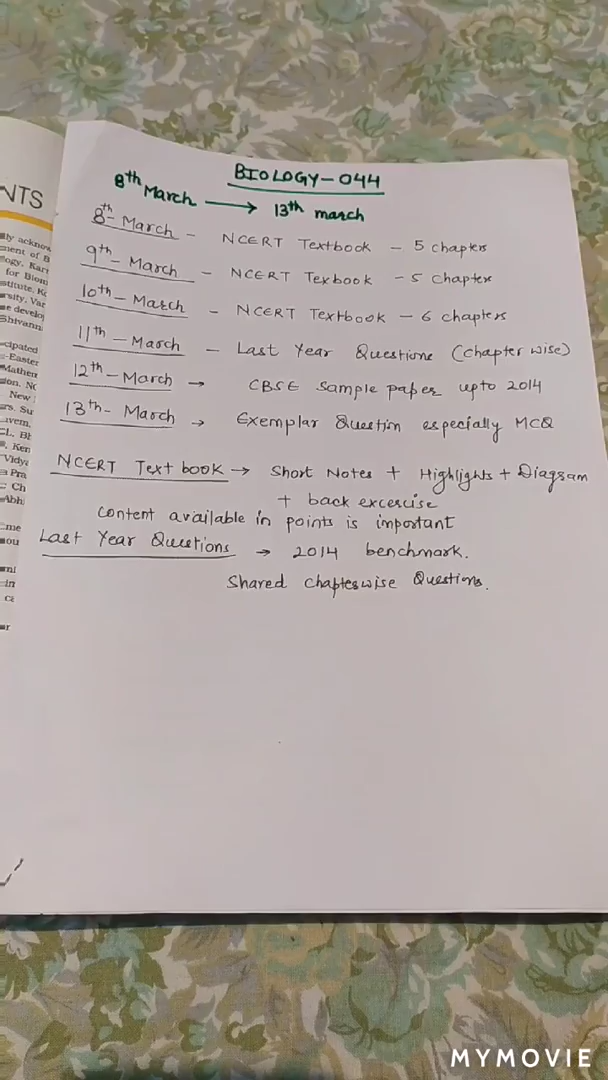 BIOLOGY-044
8th March → 13th march
8th March - NCERT Textbook - 5 chapters
9th-March - NCERT Texbook - 5 Chapters
10th-March - NCERT Textbook - 6 chapters
11th-March - Last Year Questions (chapter wise)
12th-March → CBSE Sample paper upto 2014
13th-March → Exemplar Question especially MCQ
NCERT Text book → Short Notes + Highlights + Diagram
+ back excercise
Content available in points is important
Last Year Questions → 2014 benchmark.
Shared chapterwise Questions.
NTS
MYMOVIE